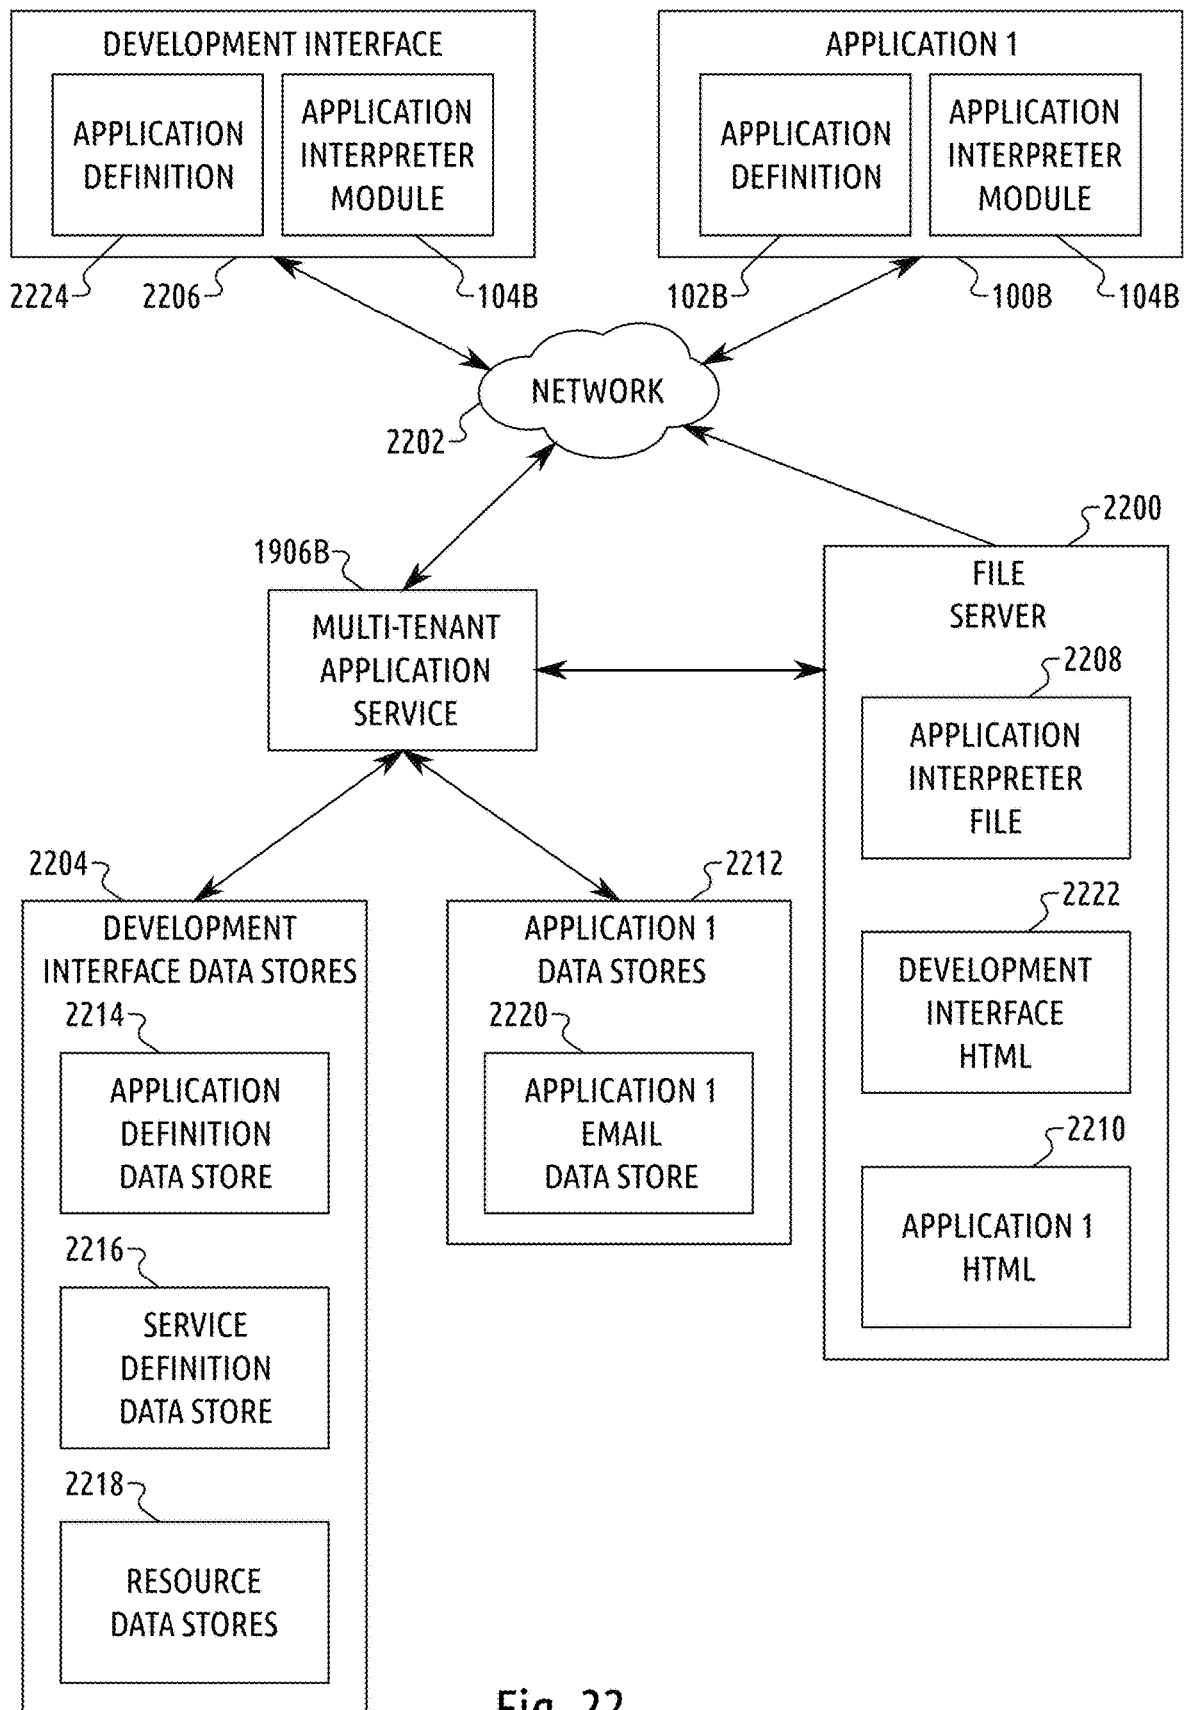 DEVELOPMENT INTERFACE
APPLICATION
DEFINITION
APPLICATION
INTERPRETER
MODULE
2224
2206
104B
APPLICATION 1
APPLICATION
DEFINITION
APPLICATION
INTERPRETER
MODULE
102B
100B
104B
NETWORK
2202
1906B
MULTI-TENANT
APPLICATION
SERVICE
2200
FILE
SERVER
2208
APPLICATION
INTERPRETER
FILE
2222
DEVELOPMENT
INTERFACE
HTML
2210
APPLICATION 1
HTML
2204
DEVELOPMENT
INTERFACE DATA STORES
2214
APPLICATION
DEFINITION
DATA STORE
2216
SERVICE
DEFINITION
DATA STORE
2218
RESOURCE
DATA STORES
2212
APPLICATION 1
DATA STORES
2220
APPLICATION 1
EMAIL
DATA STORE
Fig. 22